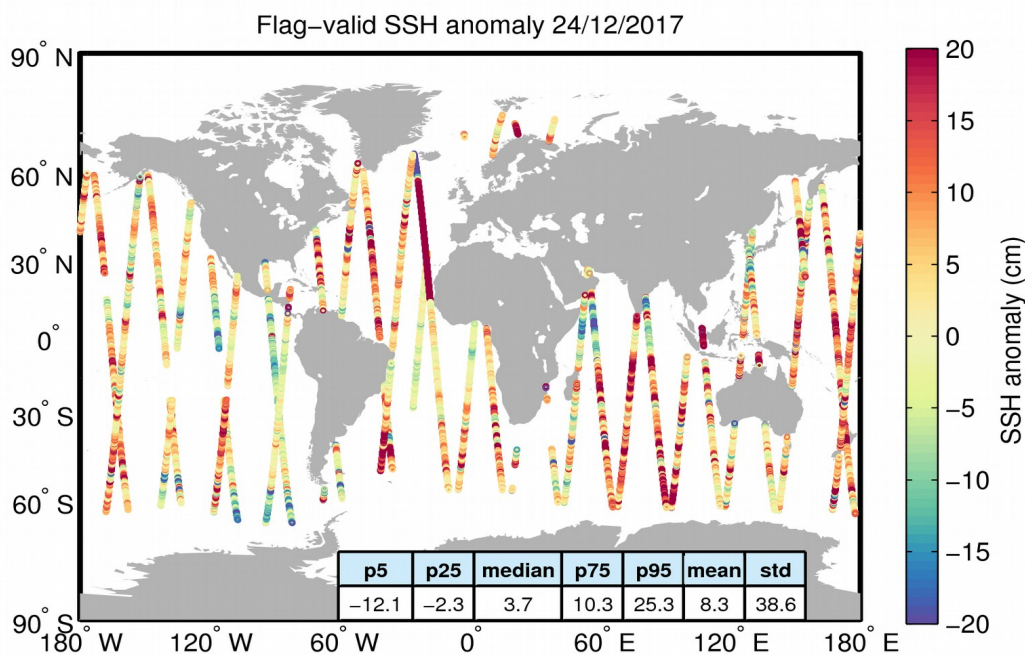 Flag−valid SSH anomaly 24/12/2017
90° N
60° N
30° N
0°
30° S
60° S
90° S
180° W
120° W
60° W
0°
60° E
120° E
180° E
p5 p25 median p75 p95 mean std
−12.1 −2.3 3.7 10.3 25.3 8.3 38.6
20
15
10
5
0
−5
−10
−15
−20
SSH anomaly (cm)